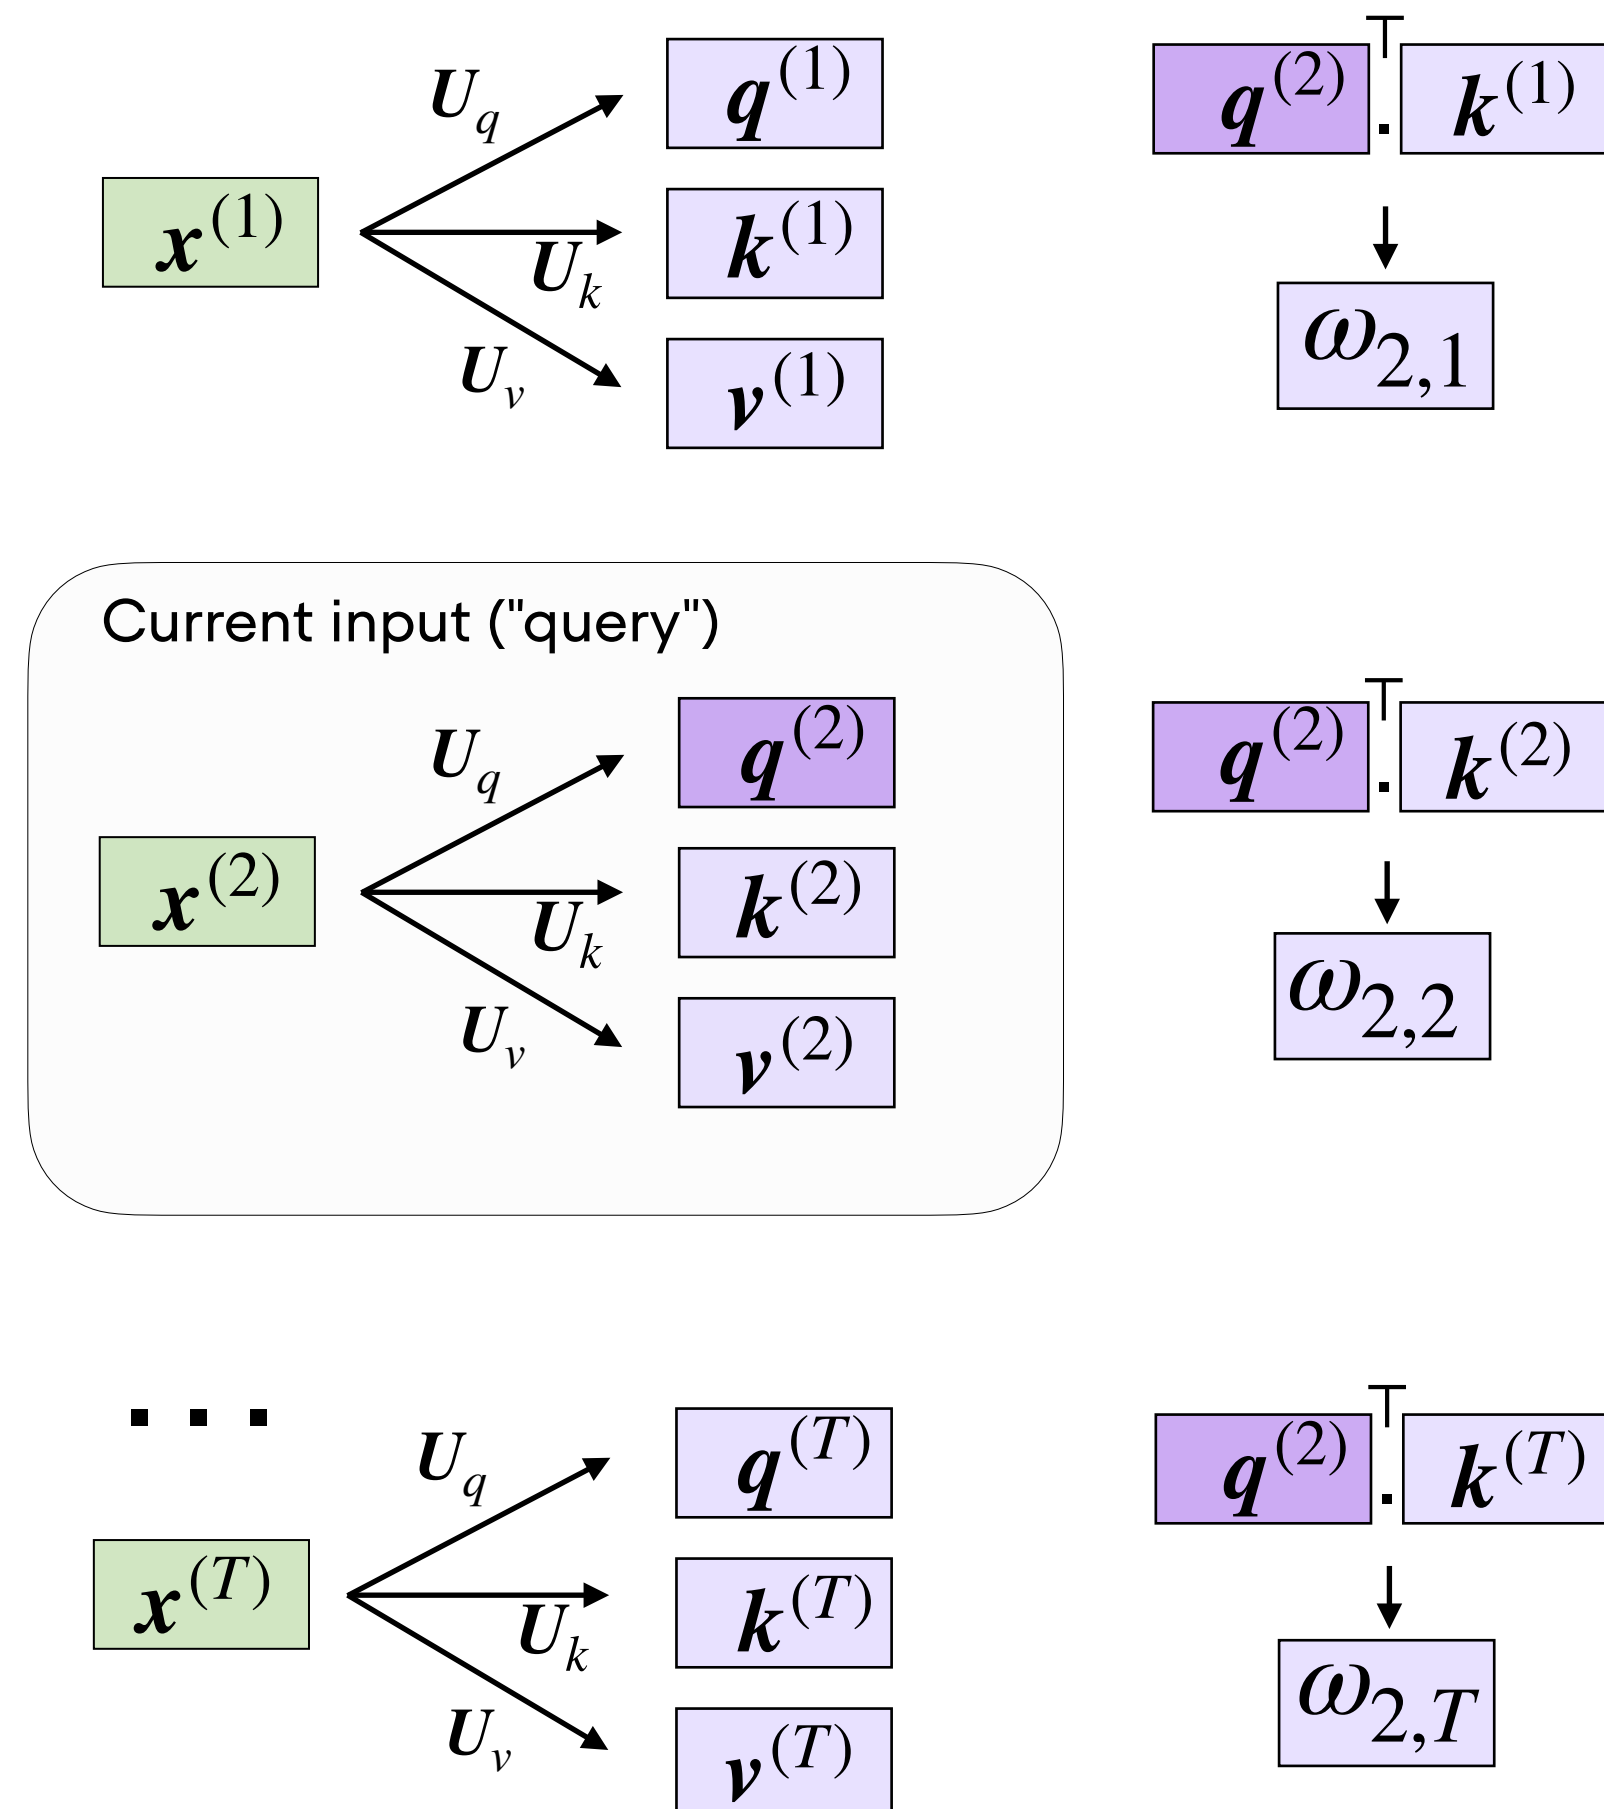 U_q
q^(1)
q^(2)⊤ . k^(1)
x^(1)
U_k
k^(1)
U_v
v^(1)
ω_2,1
Current input ("query")
U_q
q^(2)
q^(2)⊤ . k^(2)
x^(2)
U_k
k^(2)
U_v
v^(2)
ω_2,2
. . .
U_q
q^(T)
q^(2)⊤ . k^(T)
x^(T)
U_k
k^(T)
U_v
v^(T)
ω_2,T